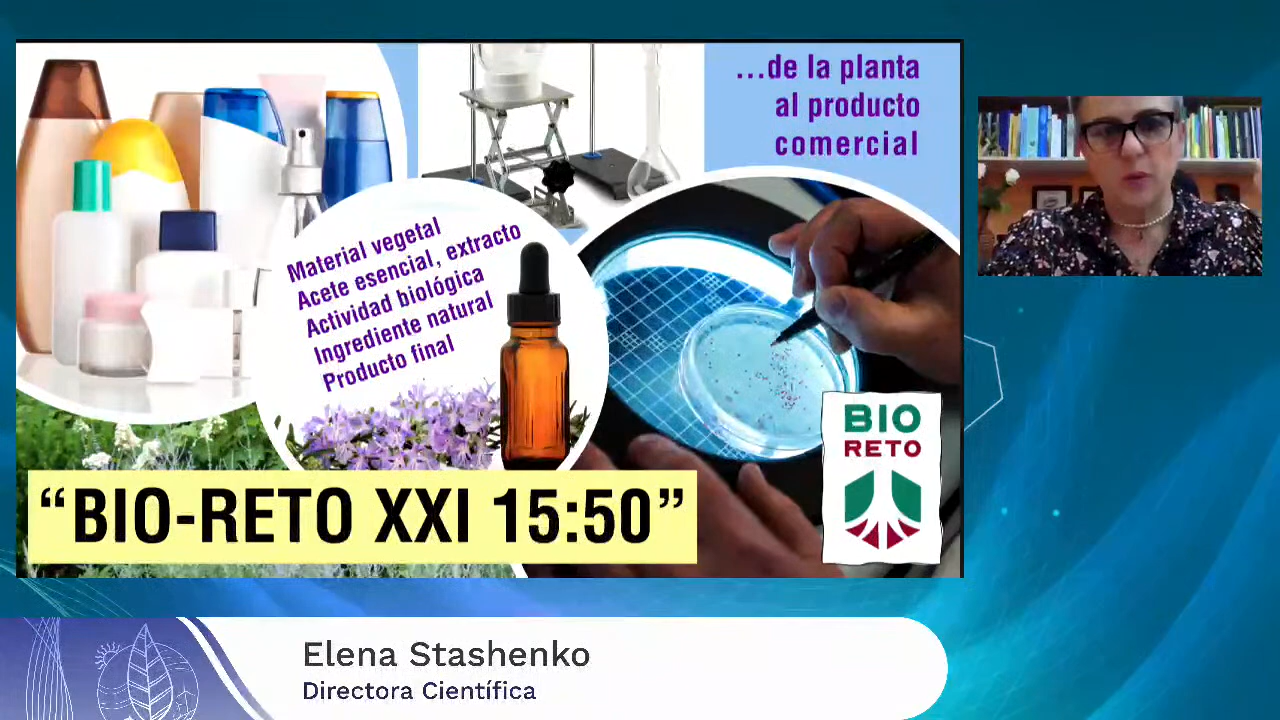 …de la planta
al producto
comercial
Material vegetal
Acete esencial, extracto
Actividad biológica
Ingrediente natural
Producto final
BIO
RETO
“BIO-RETO XXI 15:50”
Elena Stashenko
Directora Científica